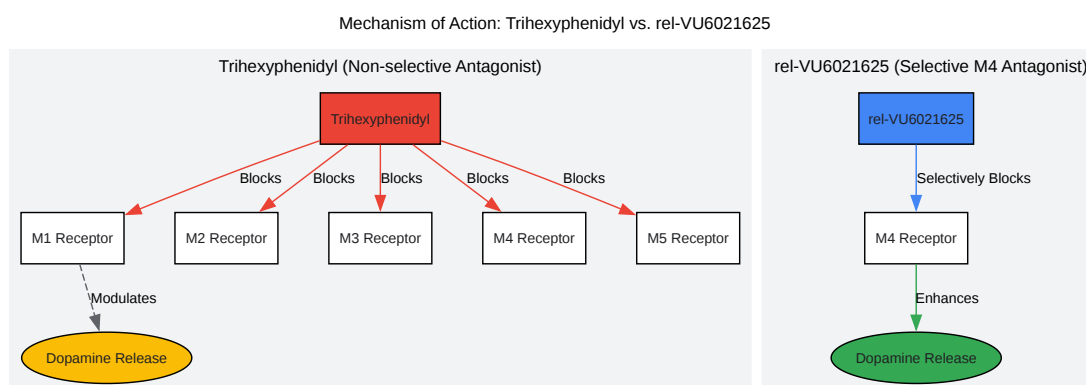 Mechanism of Action: Trihexyphenidyl vs. rel-VU6021625
Trihexyphenidyl (Non-selective Antagonist)
Trihexyphenidyl
Blocks
Blocks
Blocks
Blocks
Blocks
M1 Receptor
M2 Receptor
M3 Receptor
M4 Receptor
M5 Receptor
Modulates
Dopamine Release
rel-VU6021625 (Selective M4 Antagonist)
rel-VU6021625
Selectively Blocks
M4 Receptor
Enhances
Dopamine Release